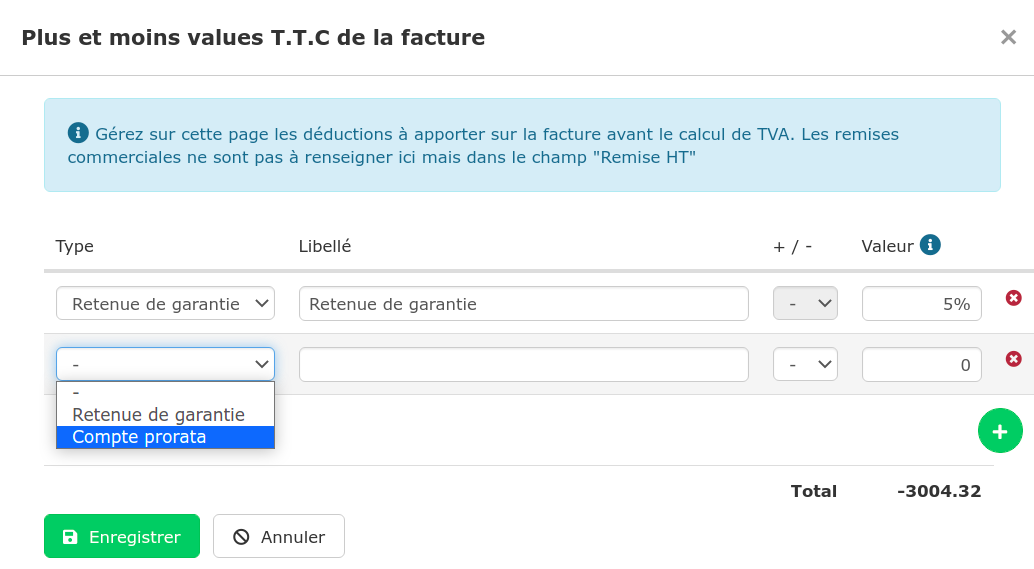 Plus et moins values T.T.C de la facture
×
Gérez sur cette page les déductions à apporter sur la facture avant le calcul de TVA. Les remises
commerciales ne sont pas à renseigner ici mais dans le champ "Remise HT"
Type Libellé + / - Valeur
Retenue de garantie Retenue de garantie - 5%
- - 0
-
Retenue de garantie
Compte prorata
+
Total -3004.32
Enregistrer Annuler